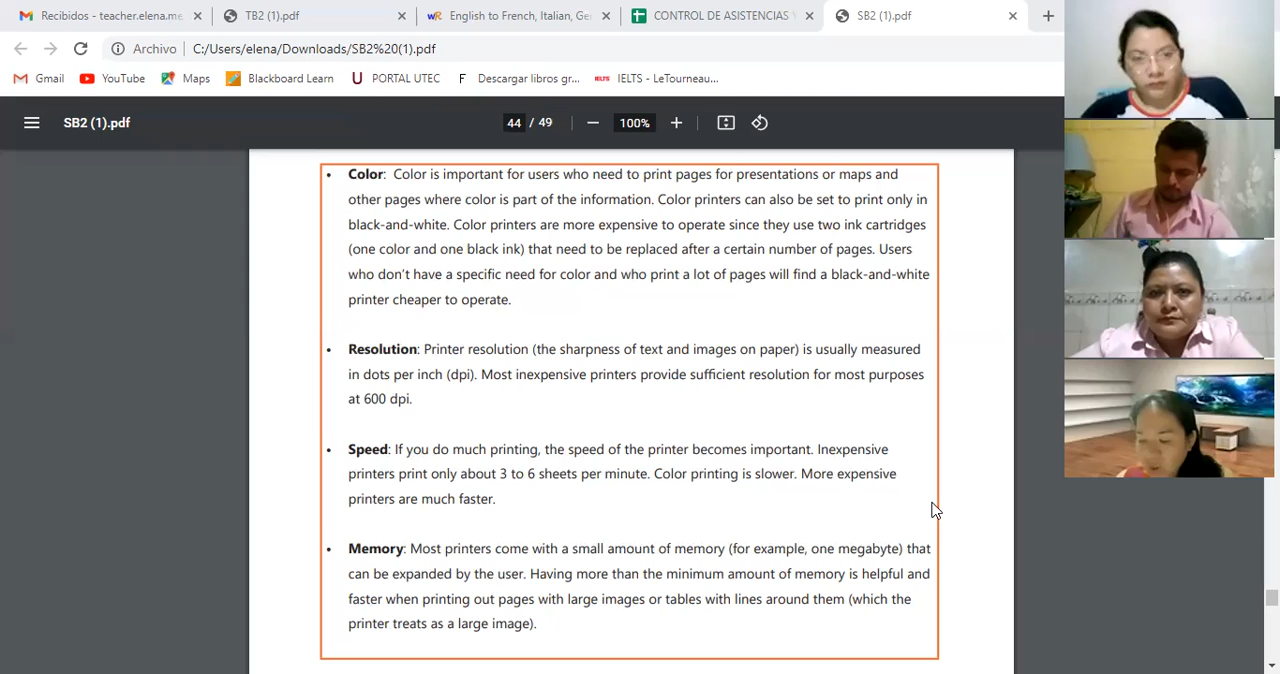 Recibidos - teacher.elena.me
TB2 (1).pdf
English to French, Italian, Ge
CONTROL DE ASISTENCIAS Y
SB2 (1).pdf
Archivo
C:/Users/elena/Downloads/SB2%20(1).pdf
Gmail
YouTube
Maps
Blackboard Learn
PORTAL UTEC
Descargar libros gr...
IELTS - LeTourneau...
SB2 (1).pdf
44 / 49
100%
• Color: Color is important for users who need to print pages for presentations or maps and
other pages where color is part of the information. Color printers can also be set to print only in
black-and-white. Color printers are more expensive to operate since they use two ink cartridges
(one color and one black ink) that need to be replaced after a certain number of pages. Users
who don't have a specific need for color and who print a lot of pages will find a black-and-white
printer cheaper to operate.
• Resolution: Printer resolution (the sharpness of text and images on paper) is usually measured
in dots per inch (dpi). Most inexpensive printers provide sufficient resolution for most purposes
at 600 dpi.
• Speed: If you do much printing, the speed of the printer becomes important. Inexpensive
printers print only about 3 to 6 sheets per minute. Color printing is slower. More expensive
printers are much faster.
• Memory: Most printers come with a small amount of memory (for example, one megabyte) that
can be expanded by the user. Having more than the minimum amount of memory is helpful and
faster when printing out pages with large images or tables with lines around them (which the
printer treats as a large image).